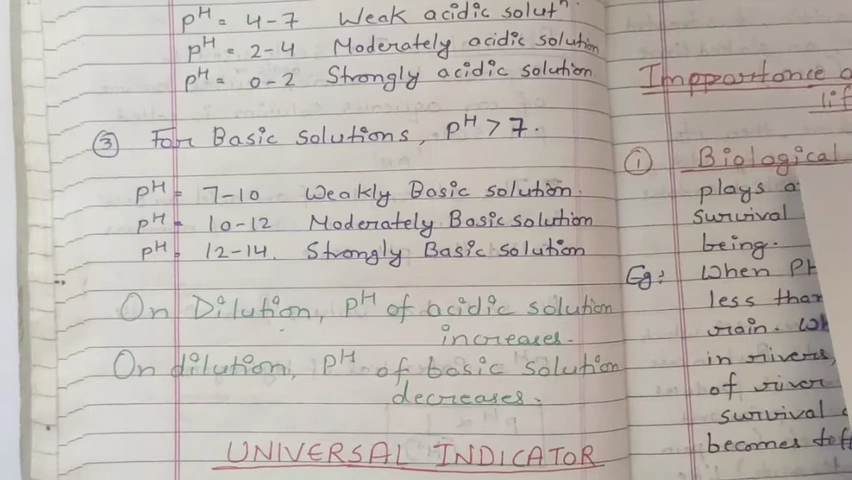 pH = 4-7 Weak acidic solutⁿ.
pH = 2-4 Moderately acidic solution
pH = 0-2 Strongly acidic solution
③ For Basic solutions, pH > 7.
pH = 7-10 Weakly Basic solution.
pH = 10-12 Moderately Basic solution
pH = 12-14. Strongly Basic solution
On Dilution, pH of acidic solution
increases.
On dilution, pH of basic solution
decreases.
UNIVERSAL INDICATOR
Imppartance
lif
① Biological
plays a
survival
being.
Eg: When PH
less than
rain. Wh
in rivers,
of river
survival
becomes